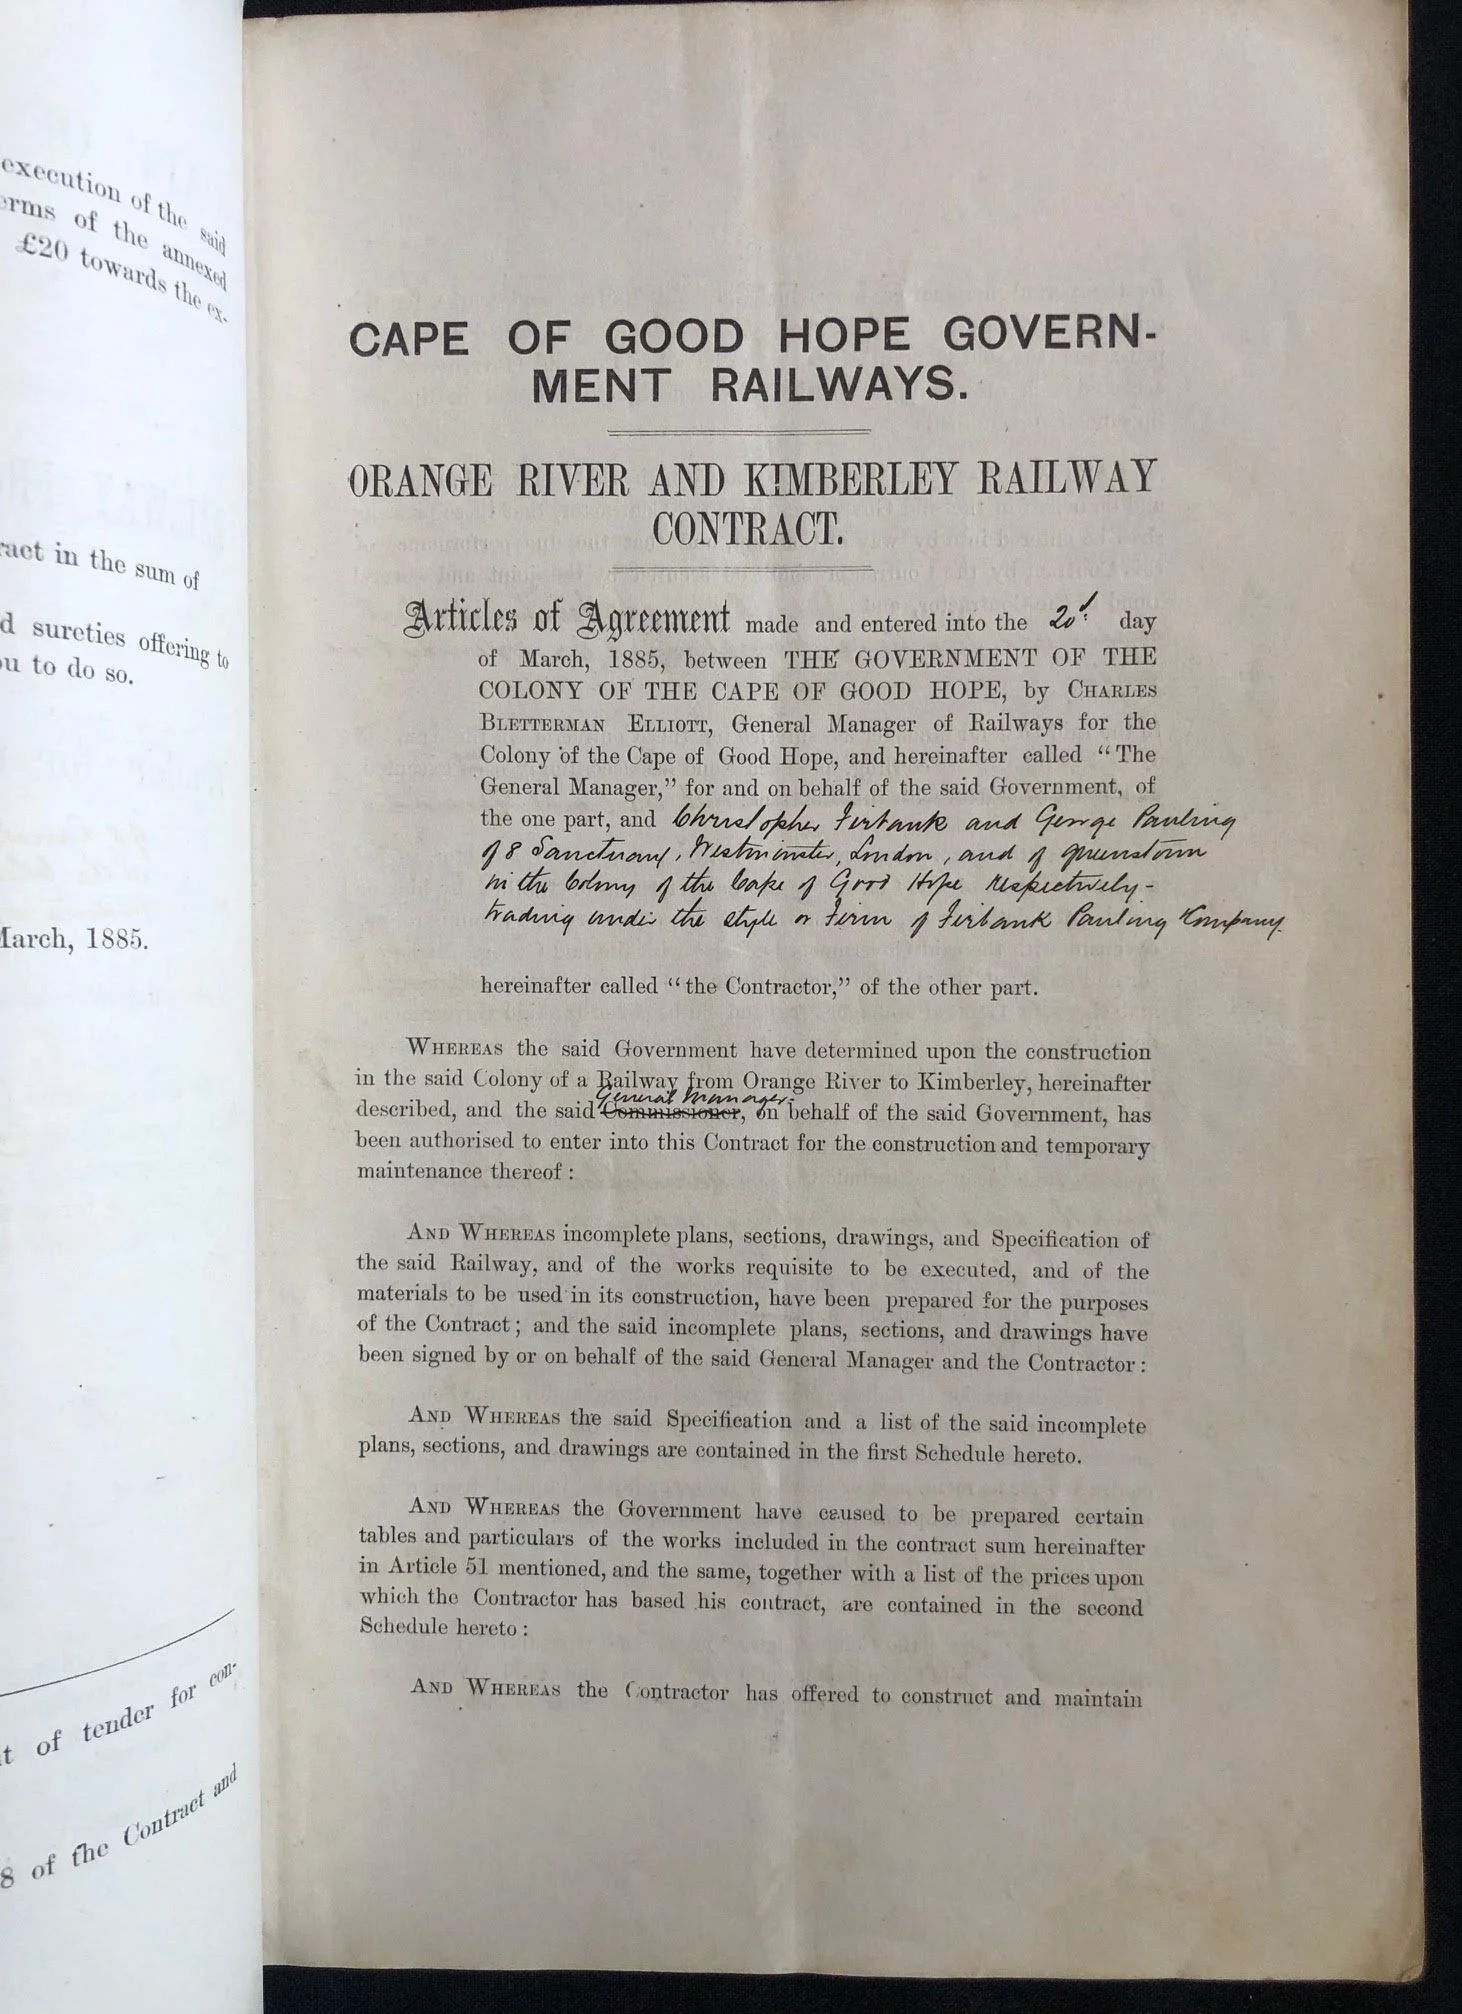 execution of the said
erms of the annexed
£20 towards the ex-
ract in the sum of
d sureties offering to
ou to do so.
March, 1885.
t of tender for con-
8 of the Contract and
CAPE OF GOOD HOPE GOVERN-
MENT RAILWAYS.
ORANGE RIVER AND KIMBERLEY RAILWAY
CONTRACT.
Articles of Agreement made and entered into the 20th day
of March, 1885, between THE GOVERNMENT OF THE
COLONY OF THE CAPE OF GOOD HOPE, by CHARLES
BLETTERMAN ELLIOTT, General Manager of Railways for the
Colony of the Cape of Good Hope, and hereinafter called "The
General Manager," for and on behalf of the said Government, of
the one part, and Christopher Firbank and George Pauling
of 8 Sanctuary, Westminster, London, and of
in the Colony of the Cape of Good Hope respectively-
trading under the style or Firm of Firbank Pauling & Company
hereinafter called "the Contractor," of the other part.
WHEREAS the said Government have determined upon the construction
in the said Colony of a Railway from Orange River to Kimberley, hereinafter
General Manager
described, and the said Commissioner, on behalf of the said Government, has
been authorised to enter into this Contract for the construction and temporary
maintenance thereof :
AND WHEREAS incomplete plans, sections, drawings, and Specification of
the said Railway, and of the works requisite to be executed, and of the
materials to be used in its construction, have been prepared for the purposes
of the Contract ; and the said incomplete plans, sections, and drawings have
been signed by or on behalf of the said General Manager and the Contractor :
AND WHEREAS the said Specification and a list of the said incomplete
plans, sections, and drawings are contained in the first Schedule hereto.
AND WHEREAS the Government have caused to be prepared certain
tables and particulars of the works included in the contract sum hereinafter
in Article 51 mentioned, and the same, together with a list of the prices upon
which the Contractor has based his contract, are contained in the second
Schedule hereto :
AND WHEREAS the Contractor has offered to construct and maintain